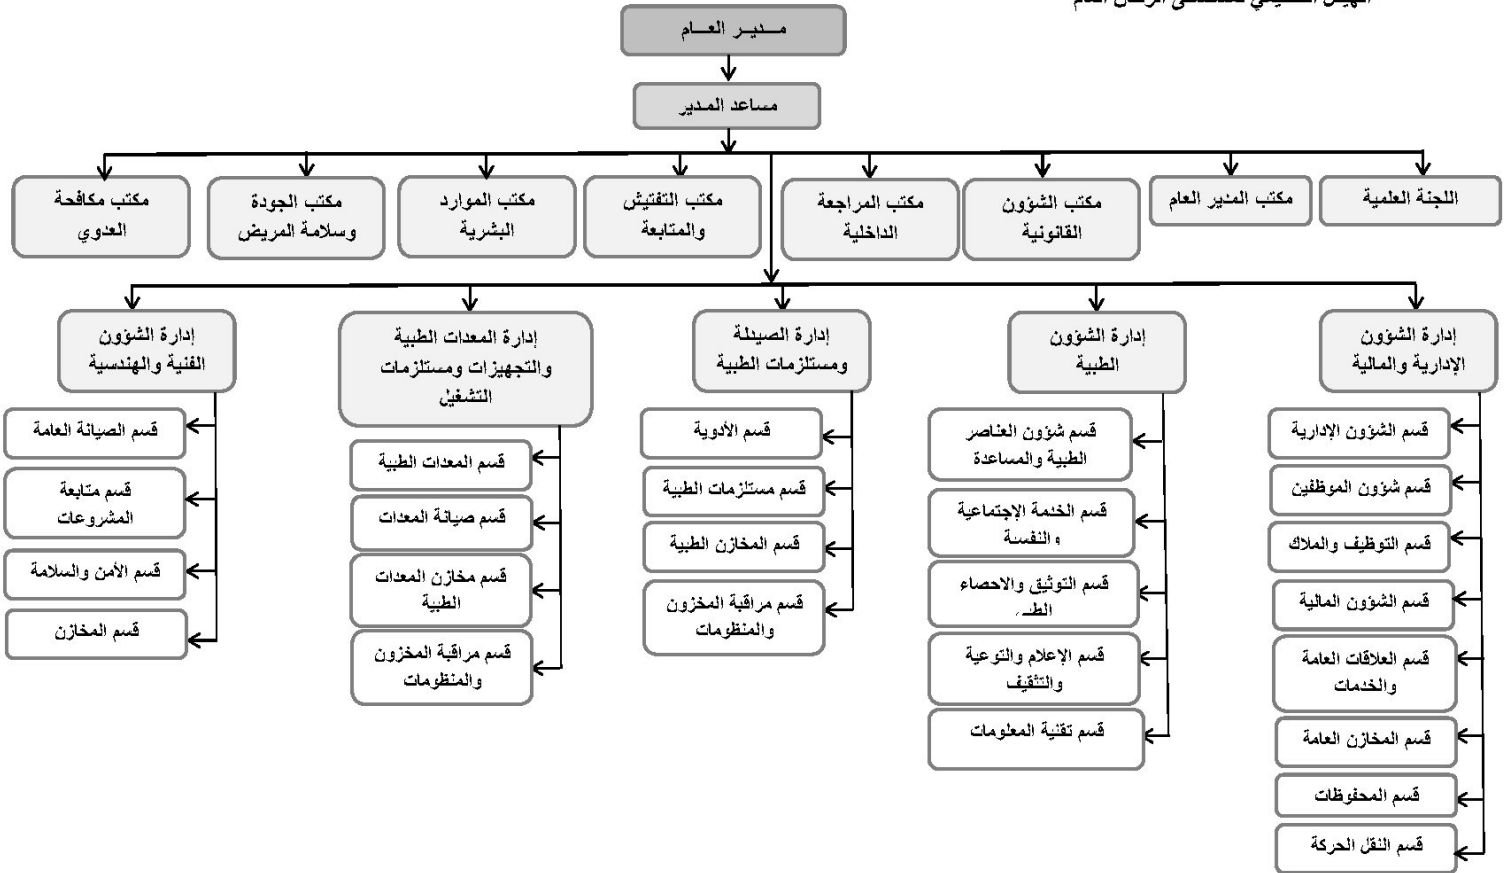 مدير العام
مساعد المدير
اللجنة العلمية
مكتب المدير العام
مكتب الشؤون
القانونية
مكتب المراجعة
الداخلية
مكتب التفتيش
والمتابعة
مكتب الموارد
البشرية
مكتب الجودة
وسلامة المريض
مكتب مكافحة
العدوي
إدارة الشؤون
الإدارية والمالية
قسم الشؤون الإدارية
قسم شؤون الموظفين
قسم التوظيف والملاك
قسم الشؤون المالية
قسم العلاقات العامة
والخدمات
قسم المخازن العامة
قسم المحفوظات
قسم النقل الحركة
إدارة الشؤون
الطبية
قسم شؤون العناصر
الطبية والمساعدة
قسم الخدمة الإجتماعية
والنفسية
قسم التوثيق والاحصاء
قسم الإعلام والتوعية
والتثقيف
قسم تقنية المعلومات
إدارة الصيدلة
ومستلزمات الطبية
قسم الأدوية
قسم مستلزمات الطبية
قسم المخازن الطبية
قسم مراقبة المخزون
والمنظومات
إدارة المعدات الطبية
والتجهيزات ومستلزمات
التشغيل
قسم المعدات الطبية
قسم صيانة المعدات
قسم مخازن المعدات
الطبية
قسم مراقبة المخزون
والمنظومات
إدارة الشؤون
الفنية والهندسية
قسم الصيانة العامة
قسم متابعة
المشروعات
قسم الأمن والسلامة
قسم المخازن